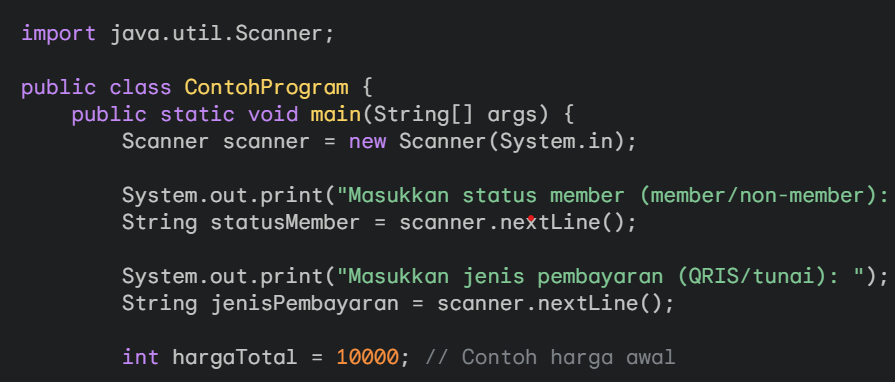 import java.util.Scanner;
public class ContohProgram {
public static void main(String[] args) {
Scanner scanner = new Scanner(System.in);
System.out.print("Masukkan status member (member/non-member):
String statusMember = scanner.nextLine();
System.out.print("Masukkan jenis pembayaran (QRIS/tunai): ");
String jenisPembayaran = scanner.nextLine();
int hargaTotal = 10000; // Contoh harga awal